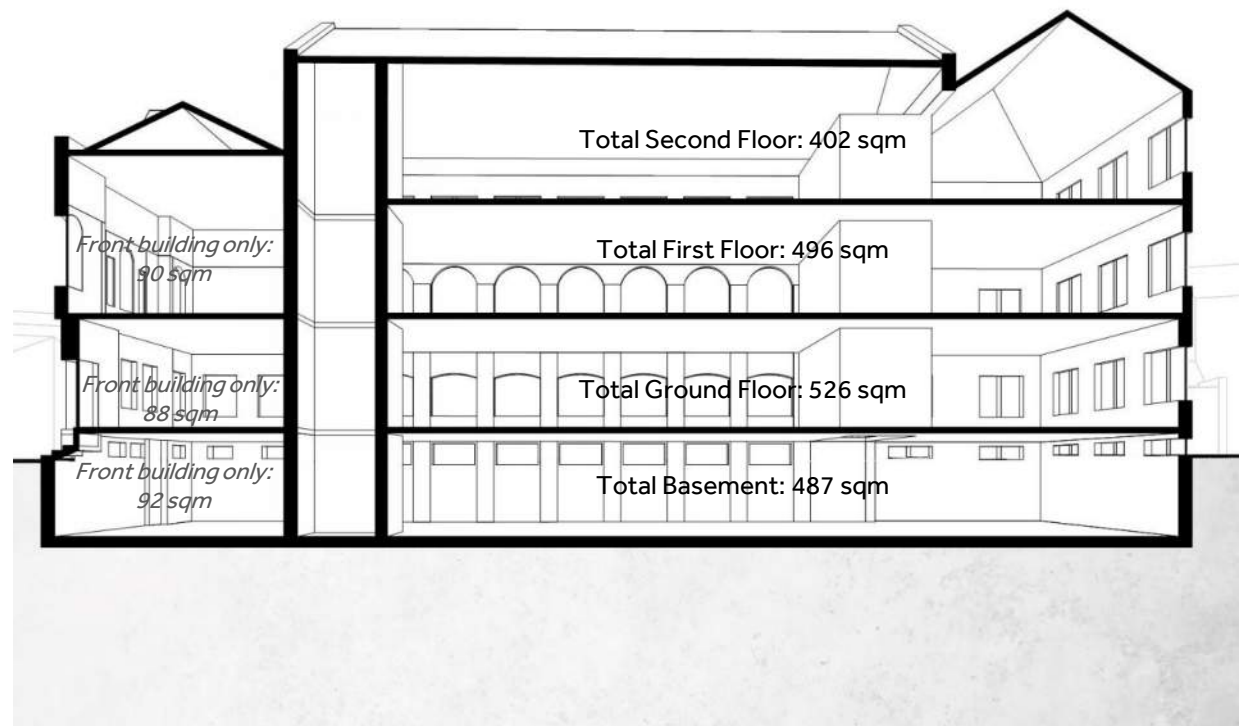 Total Second Floor: 402 sqm
Front building only:
90 sqm
Total First Floor: 496 sqm
Front building only:
88 sqm
Total Ground Floor: 526 sqm
Front building only:
92 sqm
Total Basement: 487 sqm